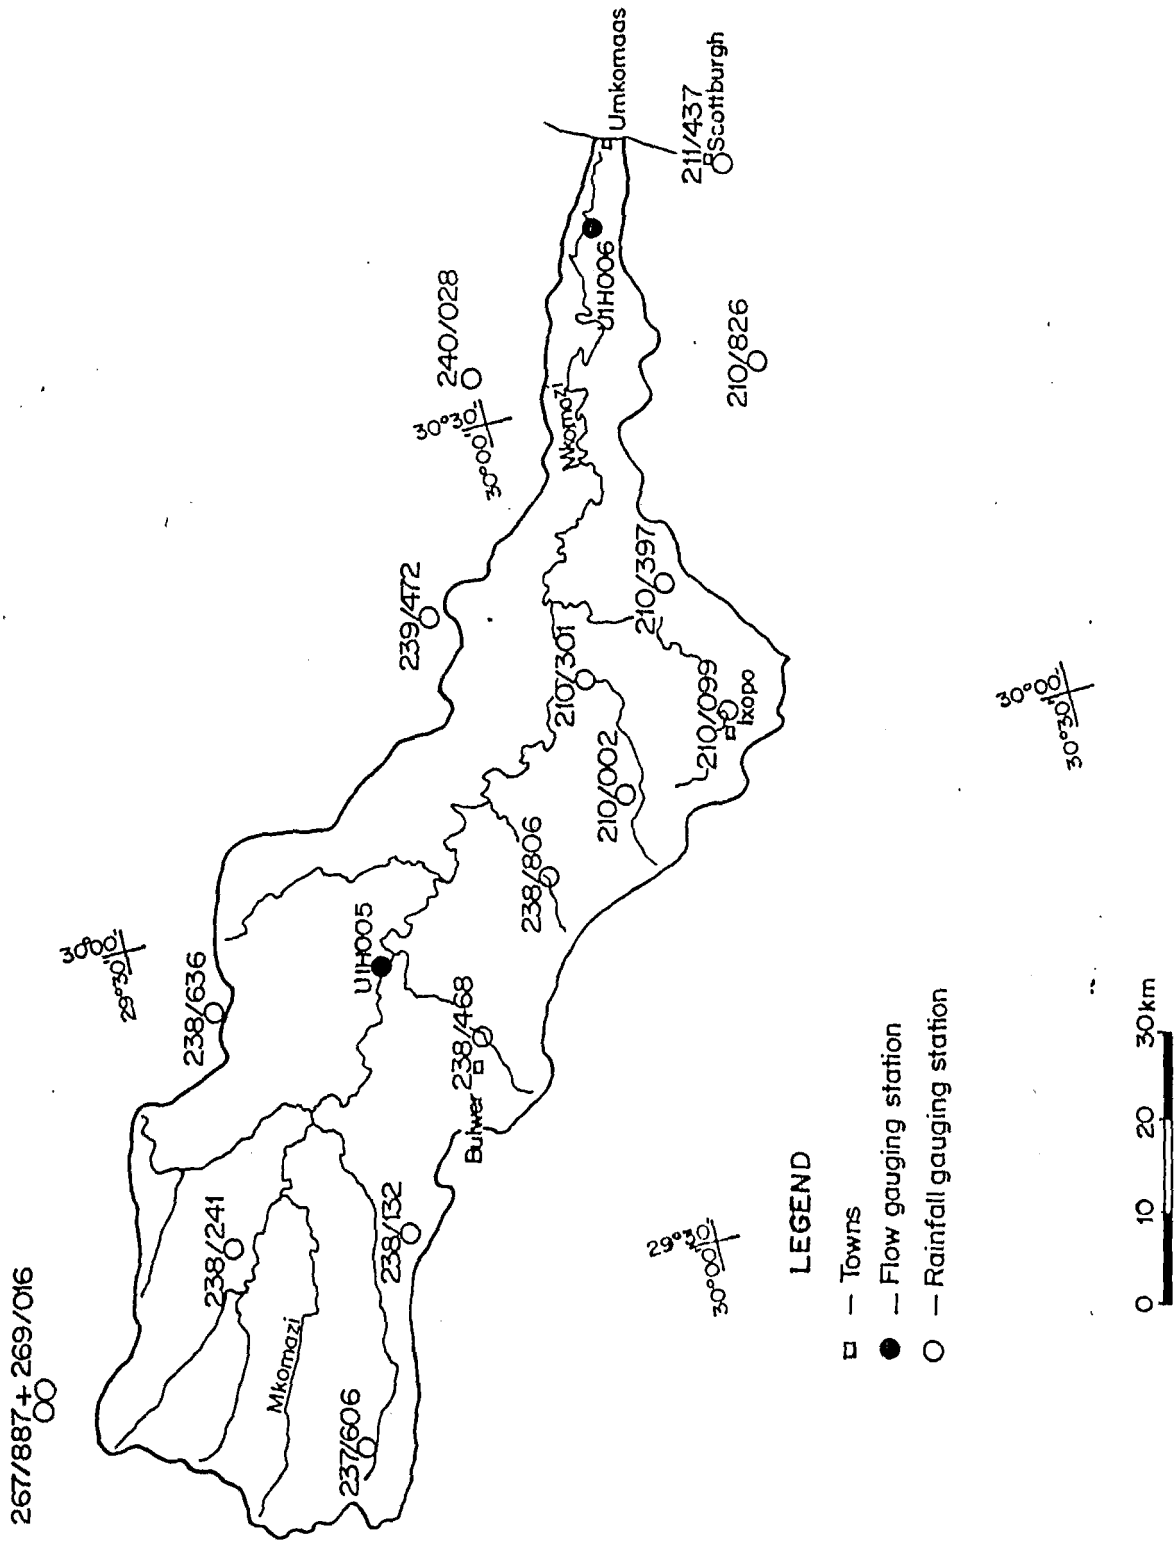 267/887 + 269/016
238/241
Mkomazi
237/606
238/132
238/636
29°30'
30°00'
U1H005
238/468
Bulwer
238/806
210/002
210/301
210/099
Ixopo
239/472
210/397
240/028
30°30'
30°00'
Mkomazi
U1H006
210/826
Umkomaas
211/437
Scottburgh
29°30'
30°00'
30°00'
30°30'
LEGEND
— Towns
— Flow gauging station
— Rainfall gauging station
0 10 20 30km